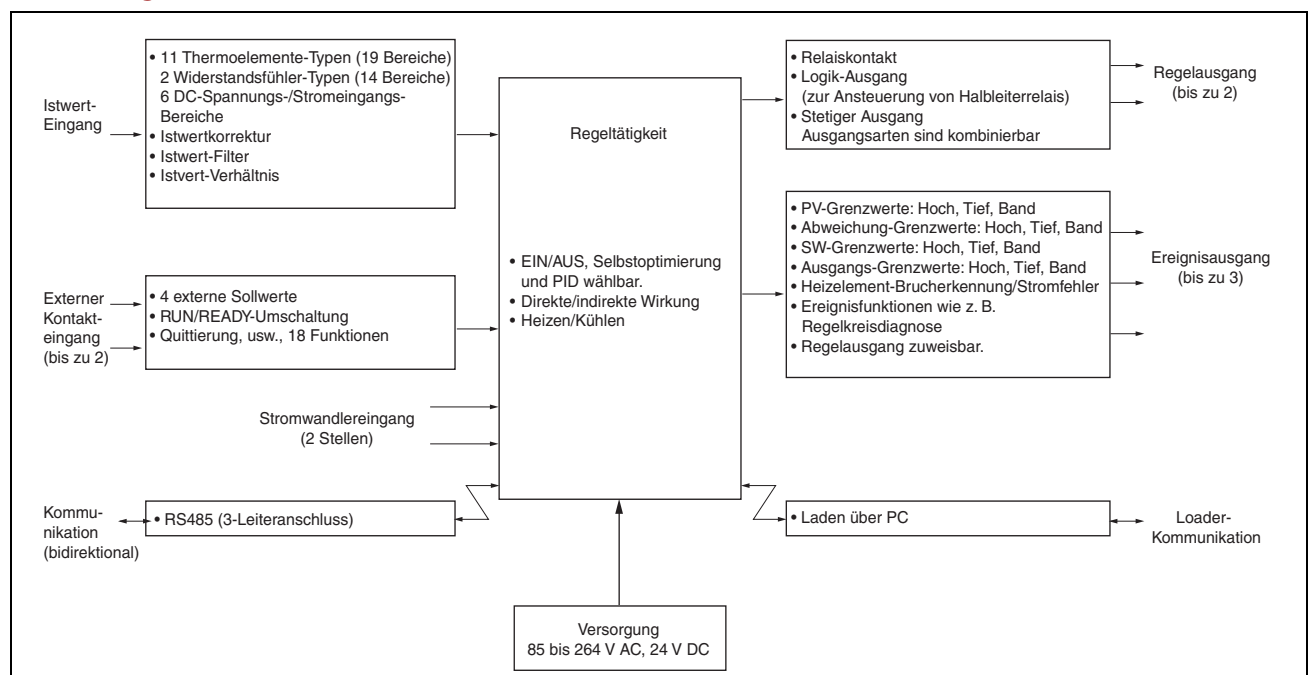 Istwert-
Eingang
• 11 Thermoelemente-Typen (19 Bereiche)
2 Widerstandsfühler-Typen (14 Bereiche)
6 DC-Spannungs-/Stromeingangs-
Bereiche
• Istwertkorrektur
• Istwert-Filter
• Istvert-Verhältnis
Externer
Kontakt-
eingang
(bis zu 2)
• 4 externe Sollwerte
• RUN/READY-Umschaltung
• Quittierung, usw., 18 Funktionen
Stromwandlereingang
(2 Stellen)
Kommu-
nikation
(bidirektional)
• RS485 (3-Leiteranschluss)
Regeltätigkeit
• EIN/AUS, Selbstoptimierung
und PID wählbar.
• Direkte/indirekte Wirkung
• Heizen/Kühlen
Versorgung
85 bis 264 V AC, 24 V DC
• Relaiskontakt
• Logik-Ausgang
(zur Ansteuerung von Halbleiterrelais)
• Stetiger Ausgang
Ausgangsarten sind kombinierbar
Regelausgang
(bis zu 2)
• PV-Grenzwerte: Hoch, Tief, Band
• Abweichung-Grenzwerte: Hoch, Tief, Band
• SW-Grenzwerte: Hoch, Tief, Band
• Ausgangs-Grenzwerte: Hoch, Tief, Band
• Heizelement-Brucherkennung/Stromfehler
• Ereignisfunktionen wie z. B.
Regelkreisdiagnose
• Regelausgang zuweisbar.
Ereignisausgang
(bis zu 3)
• Laden über PC
Loader-
Kommunikation